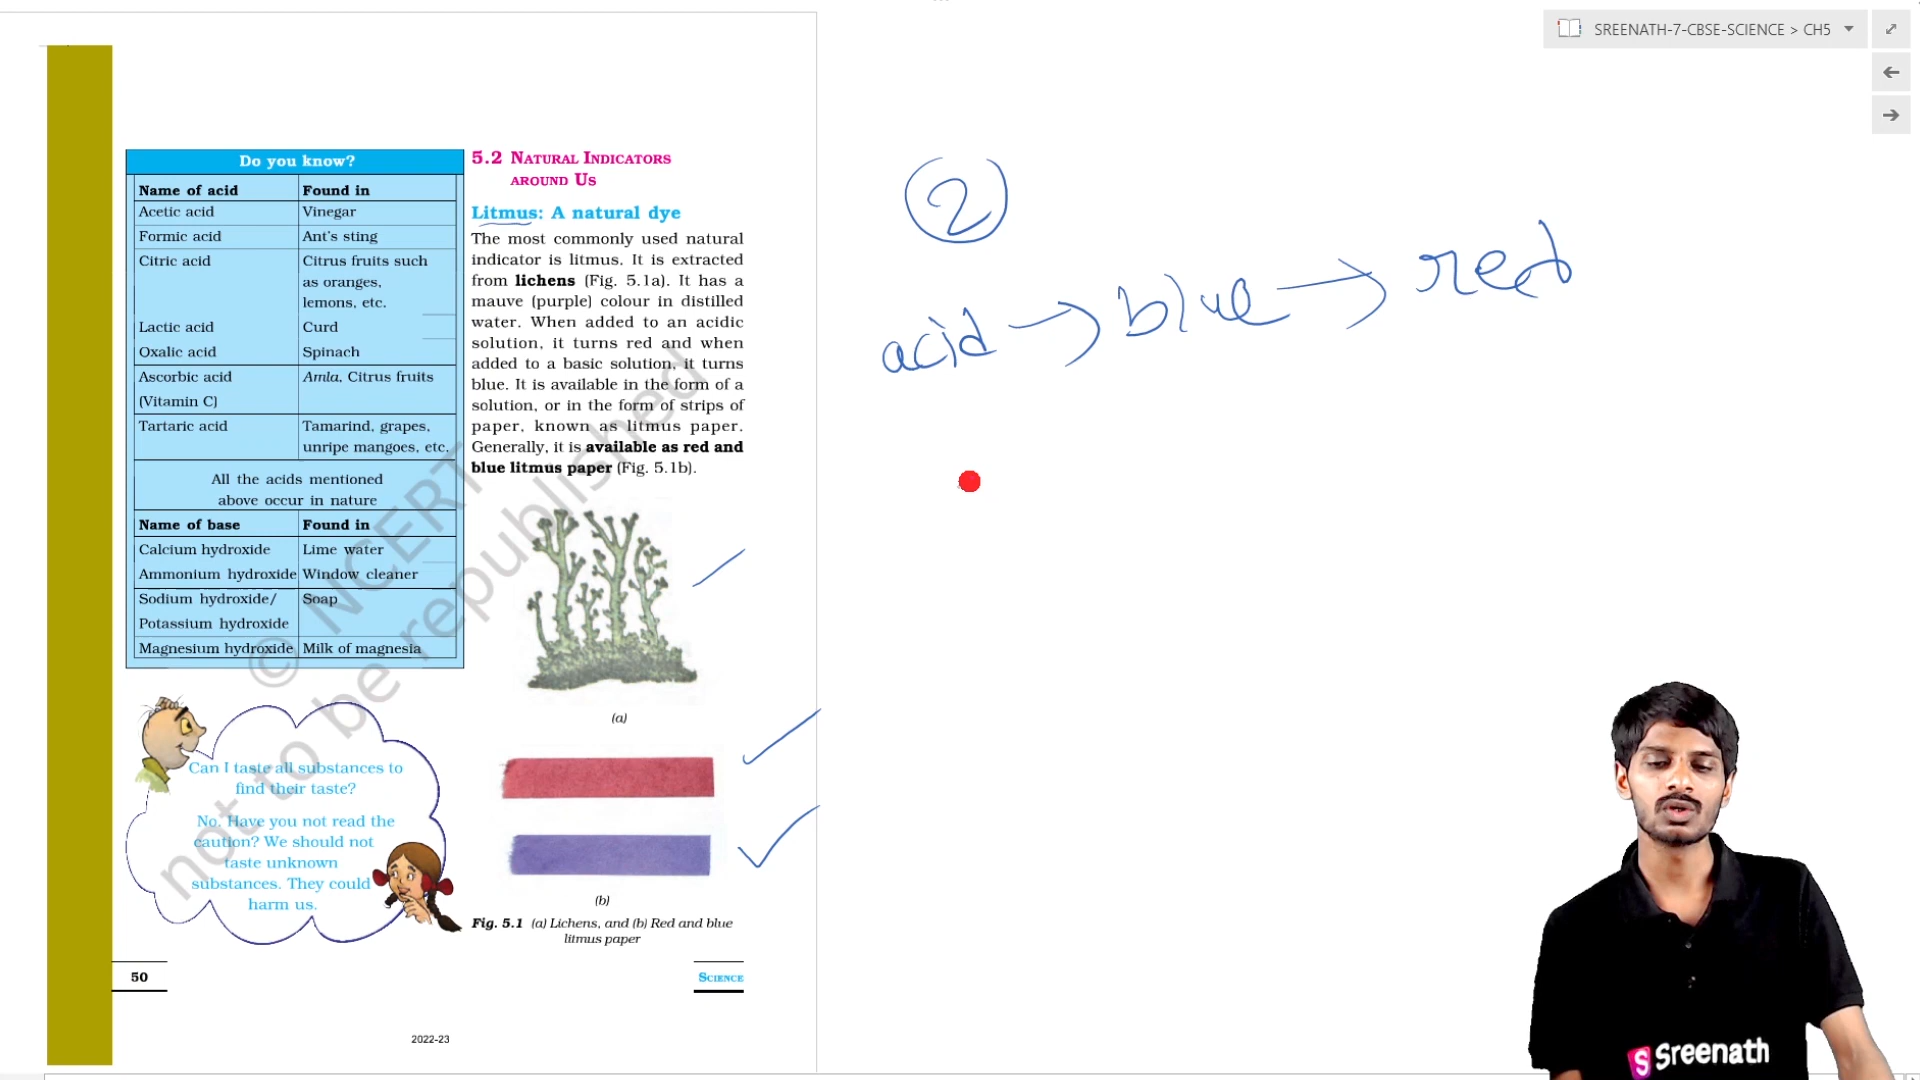 SREENATH-7-CBSE-SCIENCE > CH5
Do you know?
Name of acid Found in
Acetic acid Vinegar
Formic acid Ant's sting
Citric acid Citrus fruits such
as oranges,
lemons, etc.
Lactic acid Curd
Oxalic acid Spinach
Ascorbic acid Amla, Citrus fruits
(Vitamin C)
Tartaric acid Tamarind, grapes,
unripe mangoes, etc.
All the acids mentioned
above occur in nature
Name of base Found in
Calcium hydroxide Lime water
Ammonium hydroxide Window cleaner
Sodium hydroxide/ Soap
Potassium hydroxide
Magnesium hydroxide Milk of magnesia
Can I taste all substances to
find their taste?
No. Have you not read the
caution? We should not
taste unknown
substances. They could
harm us.
50
5.2 NATURAL INDICATORS
AROUND US
Litmus: A natural dye
The most commonly used natural
indicator is litmus. It is extracted
from lichens (Fig. 5.1a). It has a
mauve (purple) colour in distilled
water. When added to an acidic
solution, it turns red and when
added to a basic solution, it turns
blue. It is available in the form of a
solution, or in the form of strips of
paper, known as litmus paper.
Generally, it is available as red and
blue litmus paper (Fig. 5.1b).
(a)
(b)
Fig. 5.1 (a) Lichens, and (b) Red and blue
litmus paper
SCIENCE
2022-23
© NCERT
not to be republished
2
acid → blue → red
S Sreenath